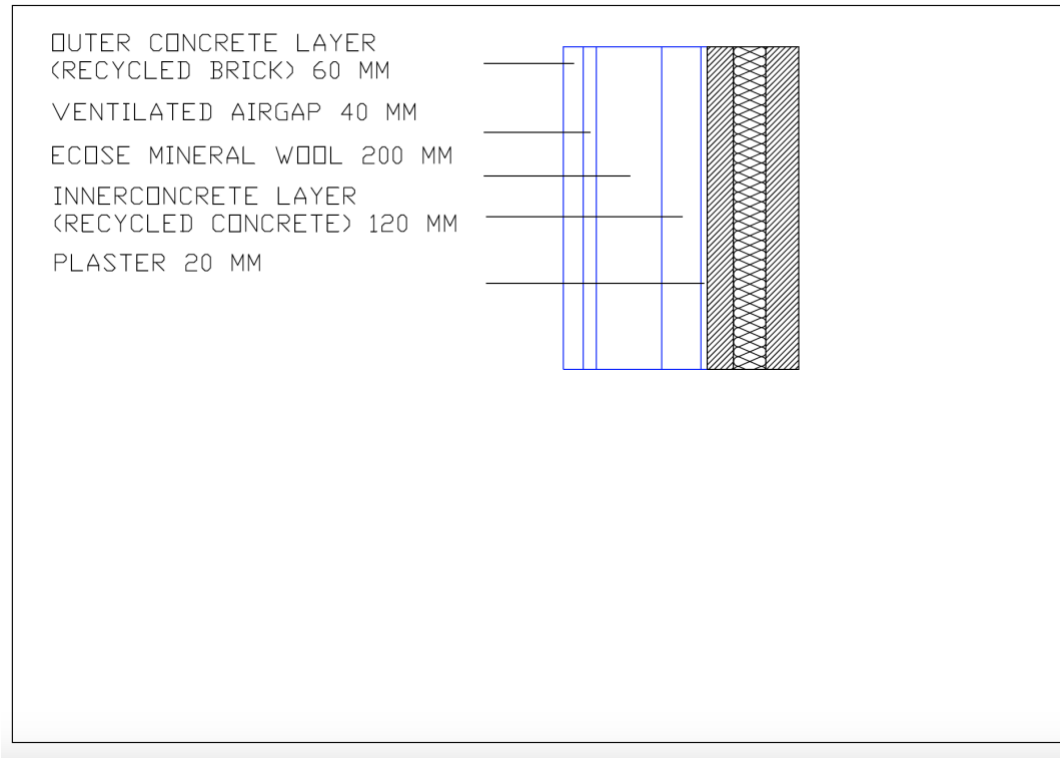 OUTER CONCRETE LAYER
(RECYCLED BRICK) 60 MM
VENTILATED AIRGAP 40 MM
ECOSE MINERAL WOOL 200 MM
INNERCONCRETE LAYER
(RECYCLED CONCRETE) 120 MM
PLASTER 20 MM